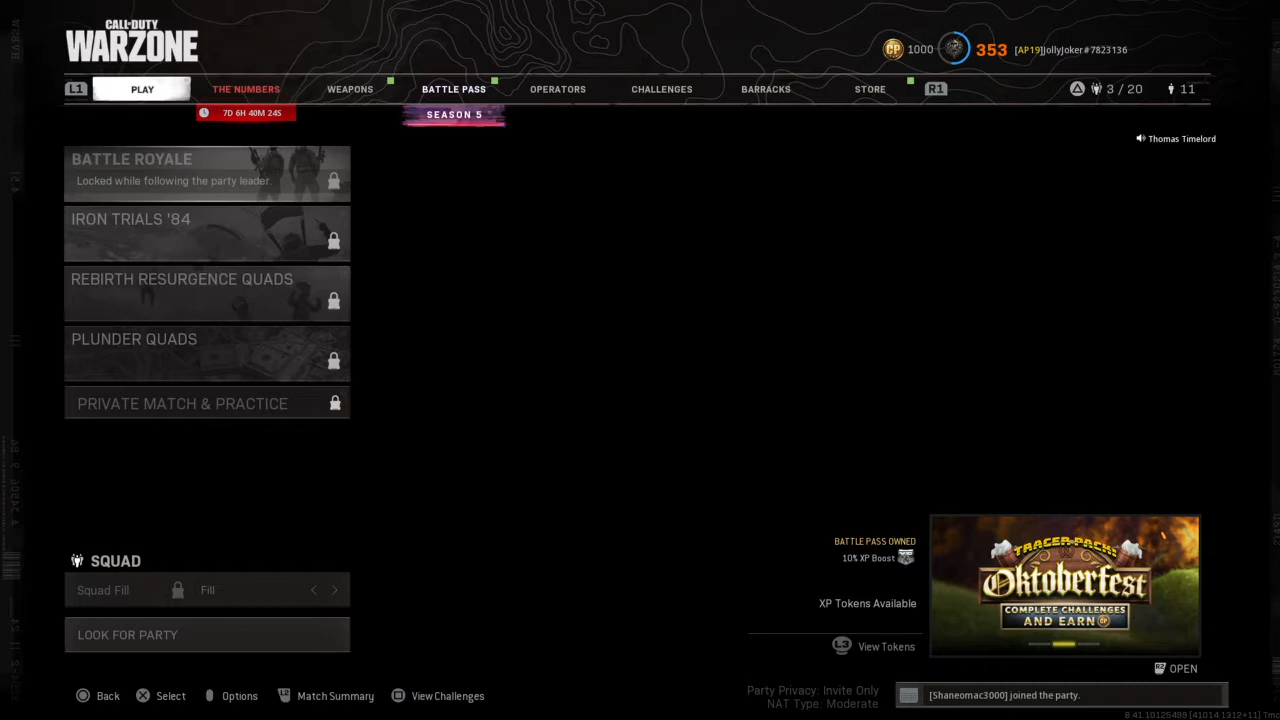 CALL OF DUTY
WARZONE
CP 1000 353 [AP19]JollyJoker#7823136
L1 PLAY THE NUMBERS WEAPONS BATTLE PASS OPERATORS CHALLENGES BARRACKS STORE R1 3 / 20 11
7D 6H 40M 24S
SEASON 5
Thomas Timelord
BATTLE ROYALE
Locked while following the party leader.
IRON TRIALS '84
REBIRTH RESURGENCE QUADS
PLUNDER QUADS
PRIVATE MATCH & PRACTICE
SQUAD
Squad Fill Fill
LOOK FOR PARTY
BATTLE PASS OWNED
10% XP Boost
XP Tokens Available
L3 View Tokens
TRACER PACK:
Oktoberfest
COMPLETE CHALLENGES
AND EARN CP
R2 OPEN
Back Select Options L2 Match Summary View Challenges
Party Privacy: Invite Only
NAT Type: Moderate
[Shaneomac3000] joined the party.